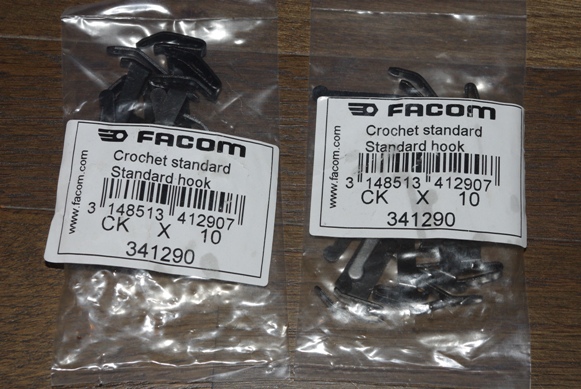 FACOM
Crochet standard
Standard hook
3 148513 412907
CK X 10
341290
www.facom.com
FACOM
Crochet standard
Standard hook
3 148513 412907
CK X 10
341290
www.facom.com